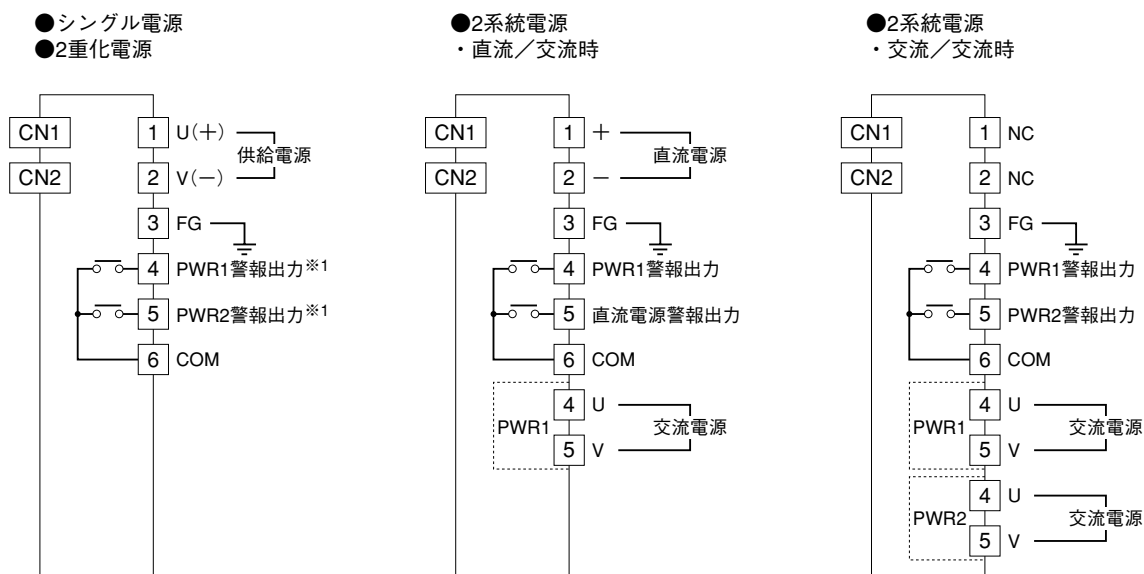 ●シングル電源
●2重化電源
CN1
CN2
1 U(+)
供給電源
2 V(−)
3 FG
4 PWR1警報出力※1
5 PWR2警報出力※1
6 COM
●2系統電源
・直流／交流時
CN1
CN2
1 +
直流電源
2 −
3 FG
4 PWR1警報出力
5 直流電源警報出力
6 COM
PWR1
4 U
交流電源
5 V
●2系統電源
・交流／交流時
CN1
CN2
1 NC
2 NC
3 FG
4 PWR1警報出力
5 PWR2警報出力
6 COM
PWR1
4 U
交流電源
5 V
PWR2
4 U
交流電源
5 V